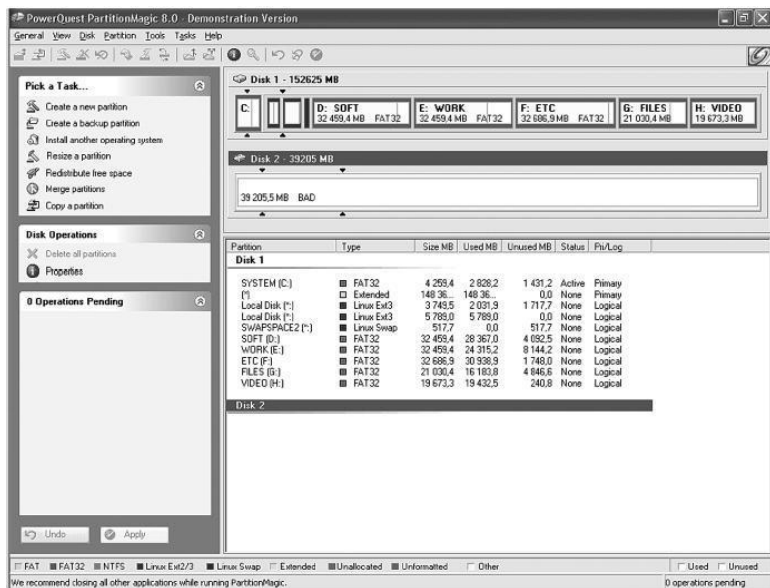 PowerQuest PartitionMagic 8.0 - Demonstration Version
General View Disk Partition Tools Tasks Help
Pick a Task...
Create a new partition
Create a backup partition
Install another operating system
Resize a partition
Redistribute free space
Merge partitions
Copy a partition
Disk Operations
Delete all partitions
Properties
0 Operations Pending
Undo Apply
Disk 1 - 152625 MB
C: D: SOFT E: WORK F: ETC G: FILES H: VIDEO
32 459,4 MB FAT32 32 459,4 MB FAT32 32 686,9 MB FAT32 21 030,4 MB 19 673,3 MB
Disk 2 - 39205 MB
39 205,5 MB BAD
Partition Type Size MB Used MB Unused MB Status Pri/Log
Disk 1
SYSTEM (C:) FAT32 4 259,4 2 828,2 1 431,2 Active Primary
(*) Extended 148 36... 148 36... 0,0 None Primary
Local Disk (*:) Linux Ext3 3 749,5 2 031,9 1 717,7 None Logical
Local Disk (*:) Linux Ext3 5 789,0 5 789,0 0,0 None Logical
SWAPSPACE2 (*:) Linux Swap 517,7 0,0 517,7 None Logical
SOFT (D:) FAT32 32 459,4 28 367,0 4 092,5 None Logical
WORK (E:) FAT32 32 459,4 24 315,2 8 144,2 None Logical
ETC (F:) FAT32 32 686,9 30 938,9 1 748,0 None Logical
FILES (G:) FAT32 21 030,4 16 183,8 4 846,6 None Logical
VIDEO (H:) FAT32 19 673,3 19 432,5 240,8 None Logical
Disk 2
FAT FAT32 NTFS Linux Ext2/3 Linux Swap Extended Unallocated Unformatted Other Used Unused
We recommend closing all other applications while running PartitionMagic. 0 operations pending